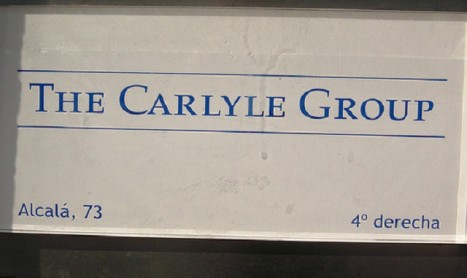 THE CARLYLE GROUP
Alcalá, 73
4º derecha